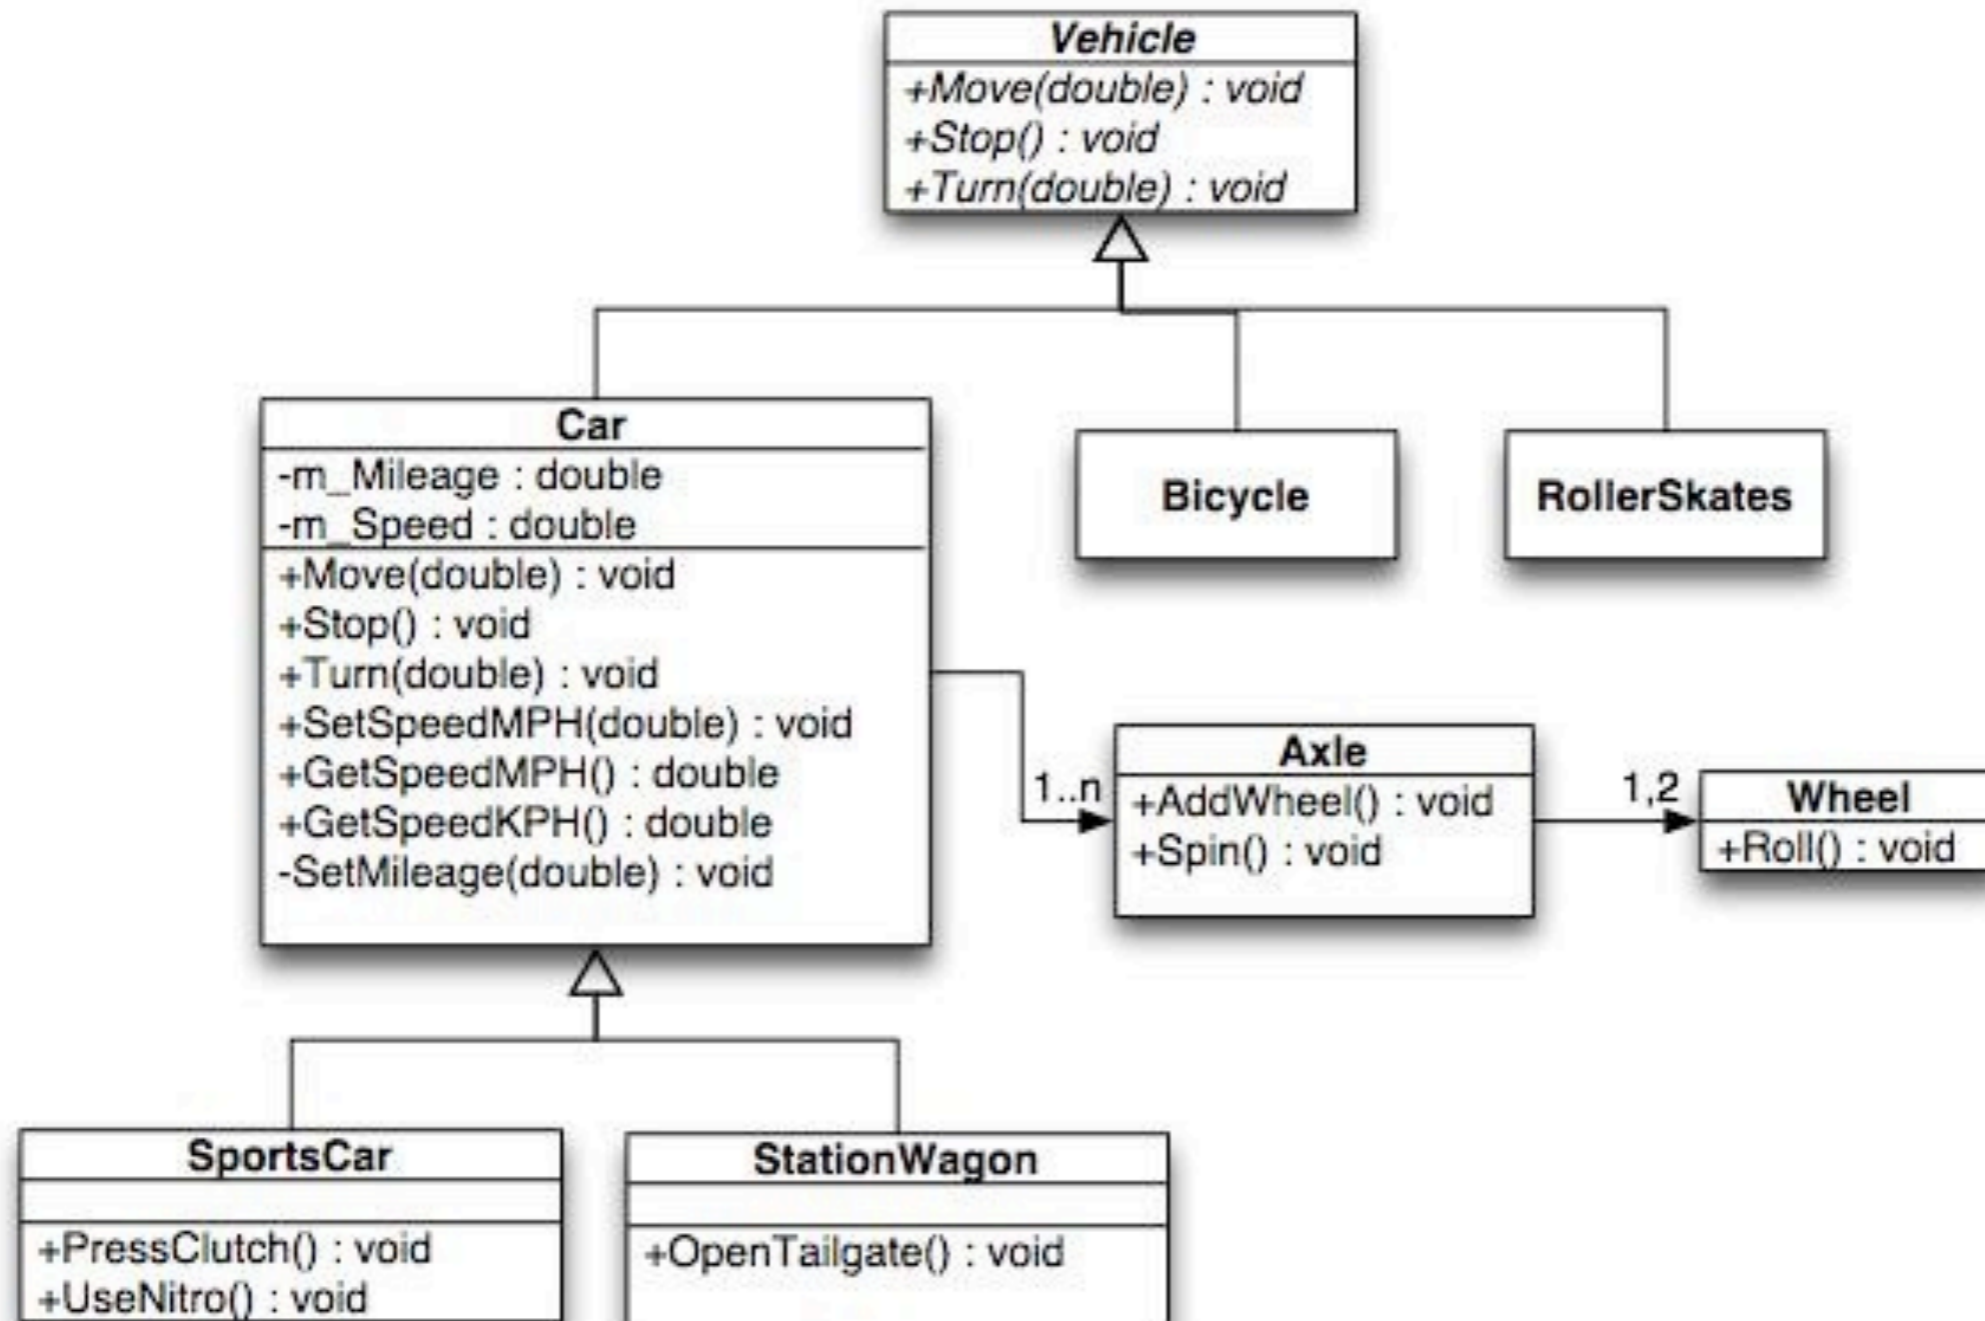 Vehicle
+Move(double) : void
+Stop() : void
+Turn(double) : void
Car
-m_Mileage : double
-m_Speed : double
+Move(double) : void
+Stop() : void
+Turn(double) : void
+SetSpeedMPH(double) : void
+GetSpeedMPH() : double
+GetSpeedKPH() : double
-SetMileage(double) : void
Bicycle
RollerSkates
1..n
Axle
+AddWheel() : void
+Spin() : void
1,2
Wheel
+Roll() : void
SportsCar
+PressClutch() : void
+UseNitro() : void
StationWagon
+OpenTailgate() : void